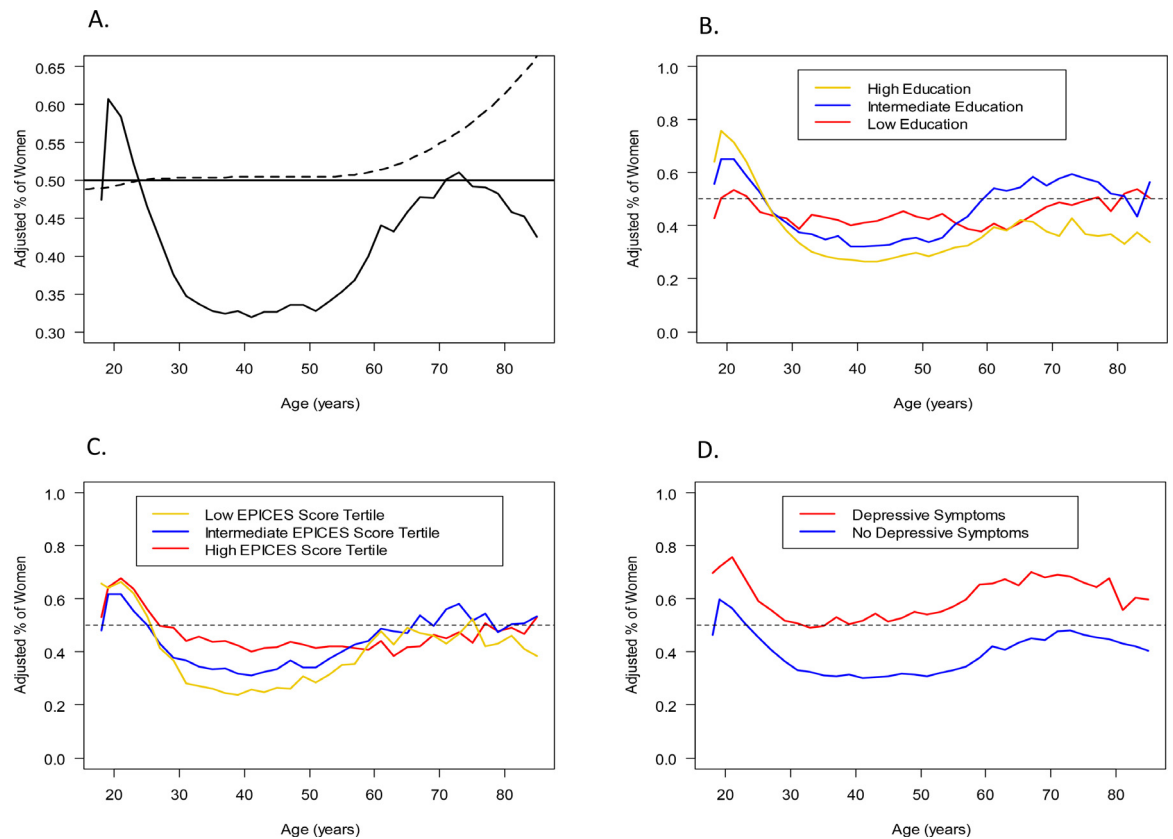 A.
0.65
0.60
0.55
0.50
0.45
0.40
0.35
0.30
Adjusted % of Women
20 30 40 50 60 70 80
Age (years)
B.
1.0
0.8
0.6
0.4
0.2
0.0
Adjusted % of Women
High Education
Intermediate Education
Low Education
20 30 40 50 60 70 80
Age (years)
C.
1.0
0.8
0.6
0.4
0.2
0.0
Adjusted % of Women
Low EPICES Score Tertile
Intermediate EPICES Score Tertile
High EPICES Score Tertile
20 30 40 50 60 70 80
Age (years)
D.
1.0
0.8
0.6
0.4
0.2
0.0
Adjusted % of Women
Depressive Symptoms
No Depressive Symptoms
20 30 40 50 60 70 80
Age (years)